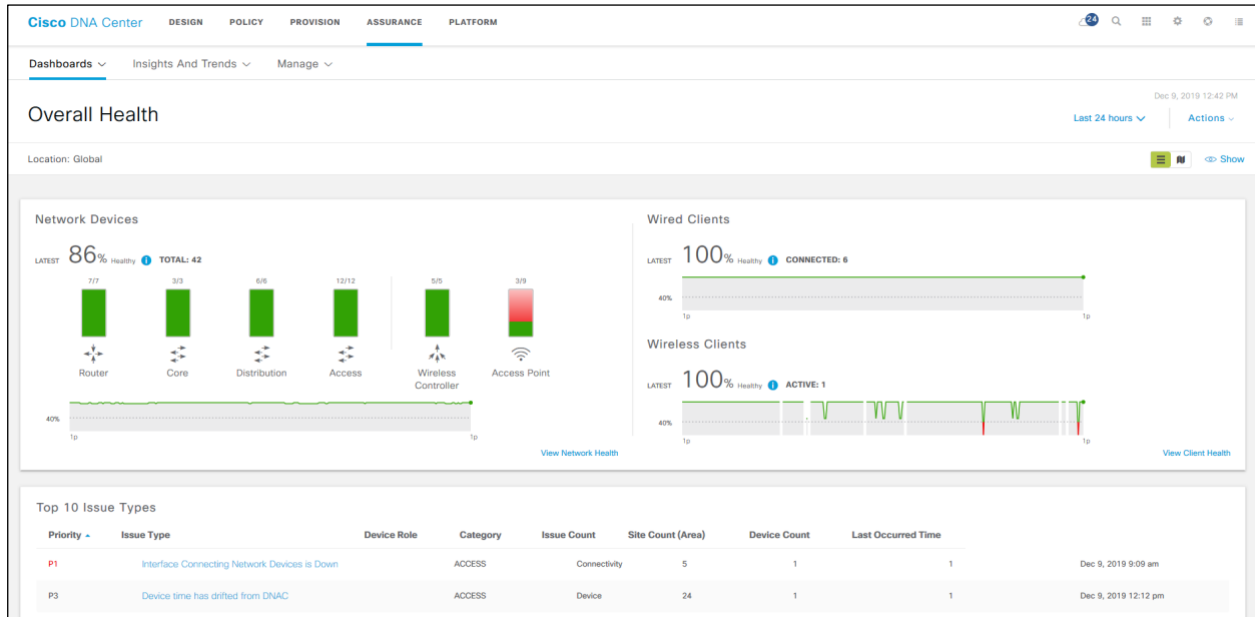 Cisco DNA Center DESIGN POLICY PROVISION ASSURANCE PLATFORM 24
Dashboards Insights And Trends Manage
Dec 9, 2019 12:42 PM
Overall Health
Last 24 hours Actions
Location: Global
Show
Network Devices
LATEST 86% Healthy TOTAL: 42
7/7 3/3 6/6 12/12 5/5 3/9
Router Core Distribution Access Wireless Controller Access Point
40%
1p 1p
View Network Health
Wired Clients
LATEST 100% Healthy CONNECTED: 6
40%
1p 1p
Wireless Clients
LATEST 100% Healthy ACTIVE: 1
40%
1p 1p
View Client Health
Top 10 Issue Types
Priority Issue Type Device Role Category Issue Count Site Count (Area) Device Count Last Occurred Time
P1 Interface Connecting Network Devices is Down ACCESS Connectivity 5 1 1 Dec 9, 2019 9:09 am
P3 Device time has drifted from DNAC ACCESS Device 24 1 1 Dec 9, 2019 12:12 pm